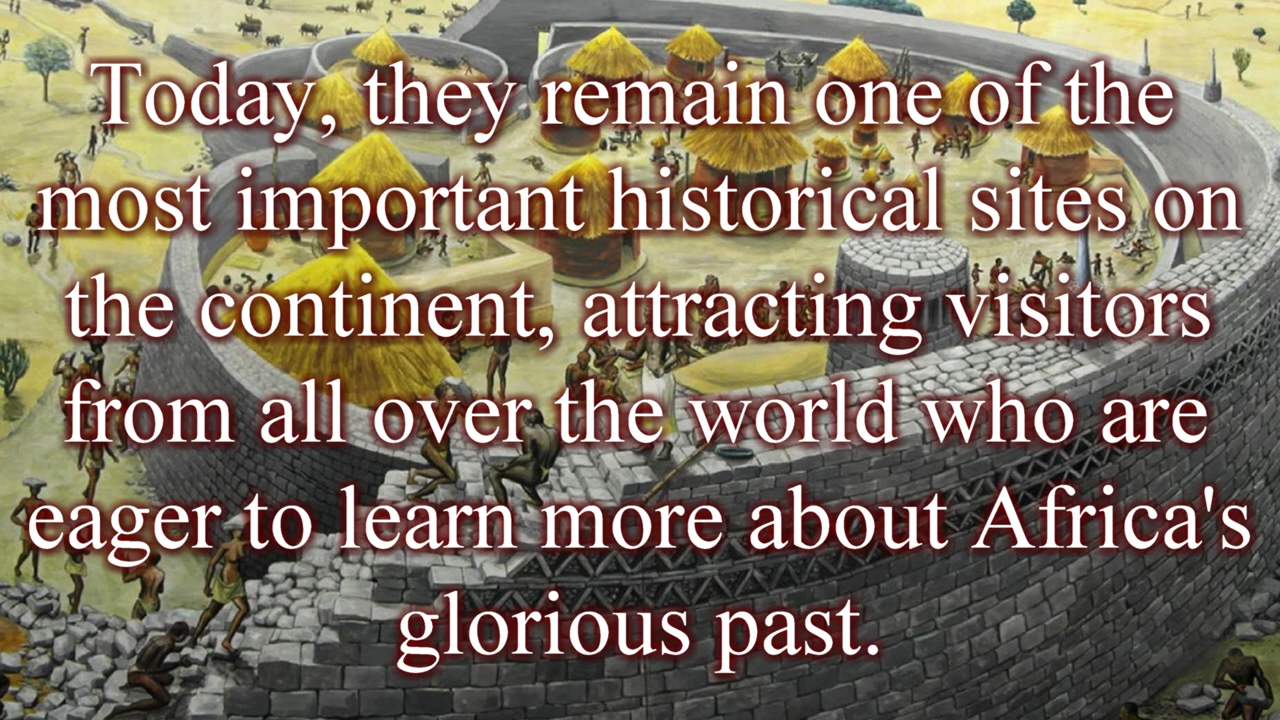 Today, they remain one of the
most important historical sites on
the continent, attracting visitors
from all over the world who are
eager to learn more about Africa's
glorious past.